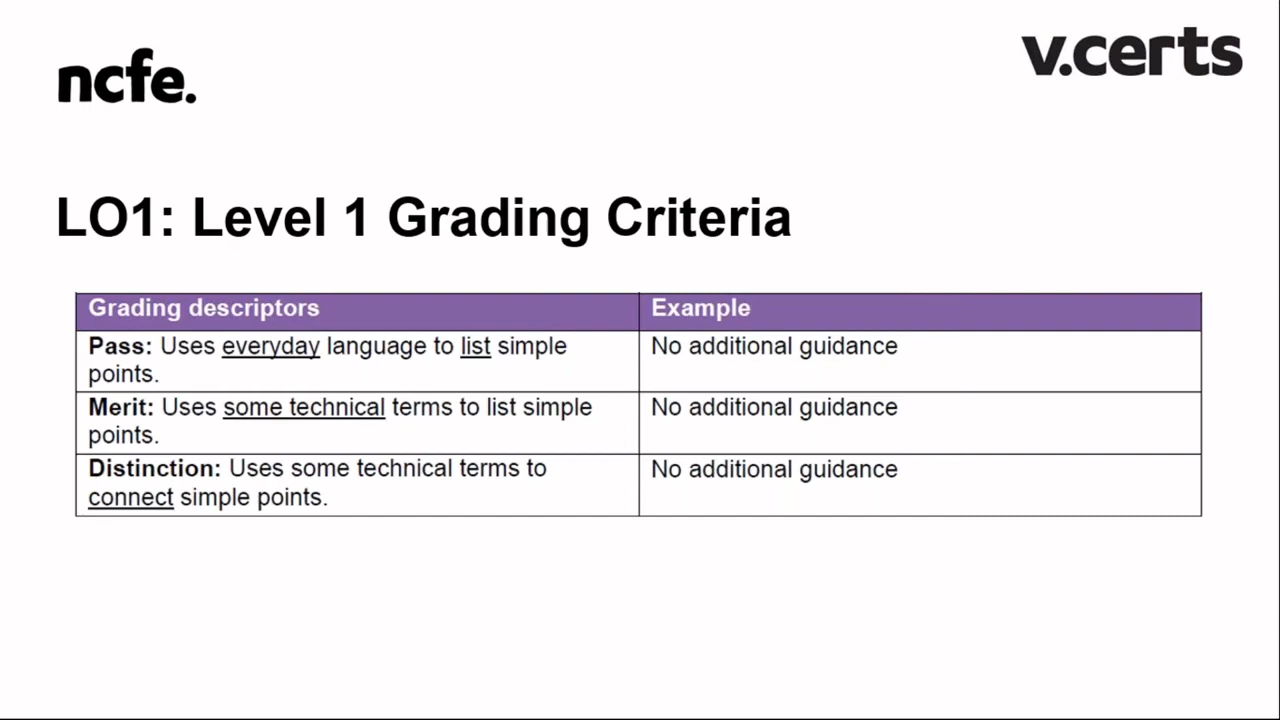 ncfe.
v.certs
LO1: Level 1 Grading Criteria
Grading descriptors
Example
Pass: Uses everyday language to list simple
points.
No additional guidance
Merit: Uses some technical terms to list simple
points.
No additional guidance
Distinction: Uses some technical terms to
connect simple points.
No additional guidance